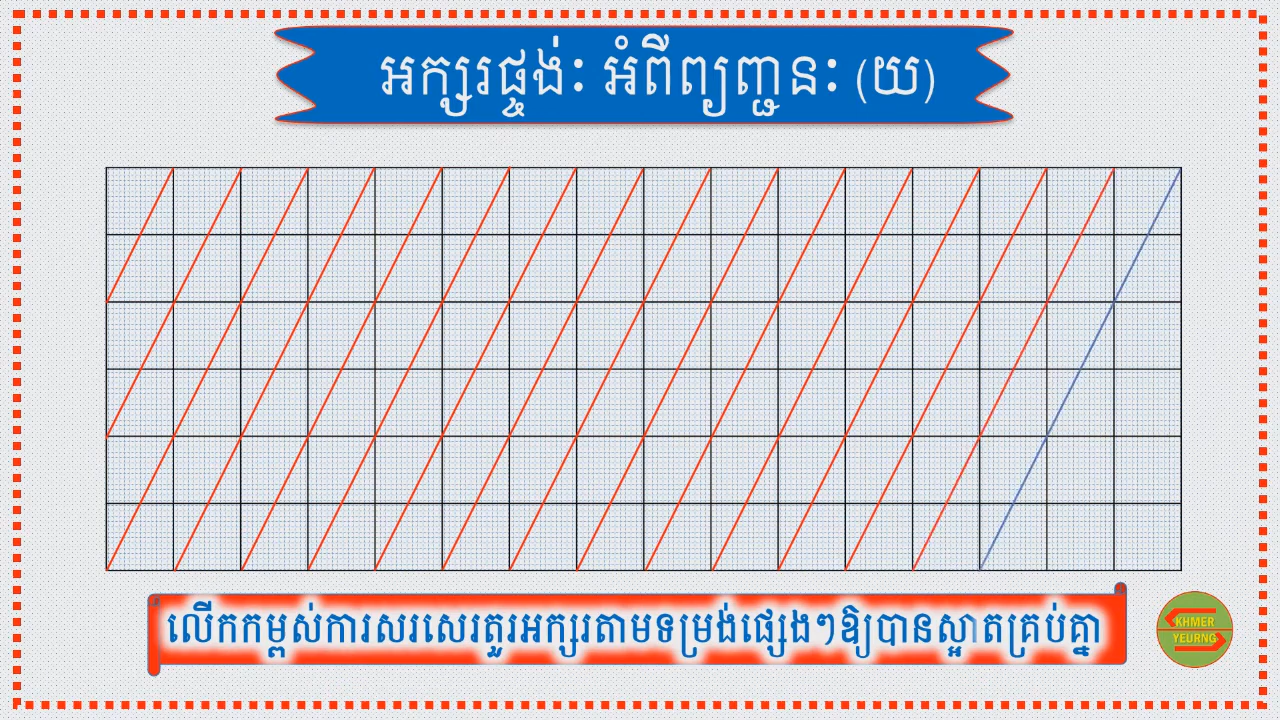 អក្សរផ្ចង់ៈ អំពីព្យញ្ជនៈ (យ)
លើកកម្ពស់ការសរសេរគួរអក្សរតាមទម្រង់ផ្សេងៗឱ្យបានស្អាតគ្រប់គ្នា
KHMER
YEURNG